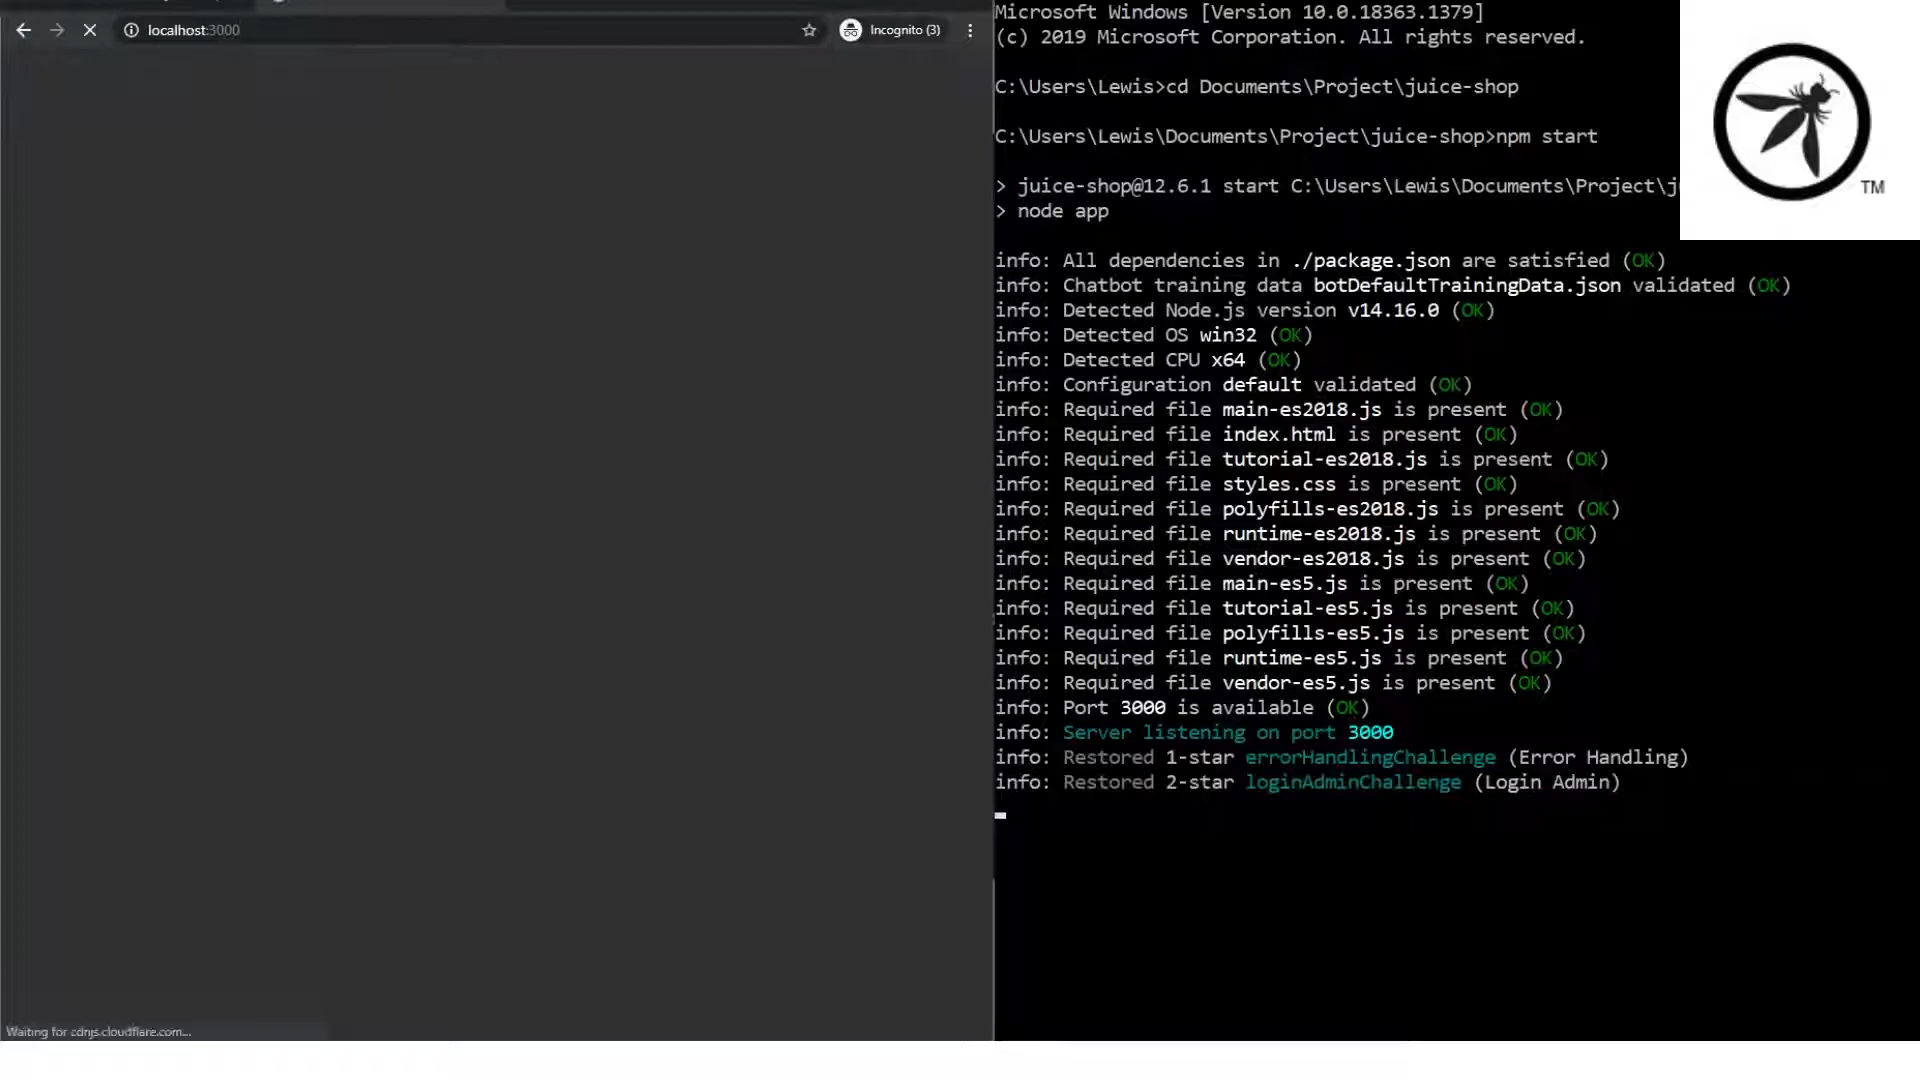 localhost:3000
Incognito (3)
Waiting for cdnjs.cloudflare.com...
Microsoft Windows [Version 10.0.18363.1379]
(c) 2019 Microsoft Corporation. All rights reserved.
C:\Users\Lewis>cd Documents\Project\juice-shop
C:\Users\Lewis\Documents\Project\juice-shop>npm start
> juice-shop@12.6.1 start C:\Users\Lewis\Documents\Project\j
> node app
info: All dependencies in ./package.json are satisfied (OK)
info: Chatbot training data botDefaultTrainingData.json validated (OK)
info: Detected Node.js version v14.16.0 (OK)
info: Detected OS win32 (OK)
info: Detected CPU x64 (OK)
info: Configuration default validated (OK)
info: Required file main-es2018.js is present (OK)
info: Required file index.html is present (OK)
info: Required file tutorial-es2018.js is present (OK)
info: Required file styles.css is present (OK)
info: Required file polyfills-es2018.js is present (OK)
info: Required file runtime-es2018.js is present (OK)
info: Required file vendor-es2018.js is present (OK)
info: Required file main-es5.js is present (OK)
info: Required file tutorial-es5.js is present (OK)
info: Required file polyfills-es5.js is present (OK)
info: Required file runtime-es5.js is present (OK)
info: Required file vendor-es5.js is present (OK)
info: Port 3000 is available (OK)
info: Server listening on port 3000
info: Restored 1-star errorHandlingChallenge (Error Handling)
info: Restored 2-star loginAdminChallenge (Login Admin)
TM